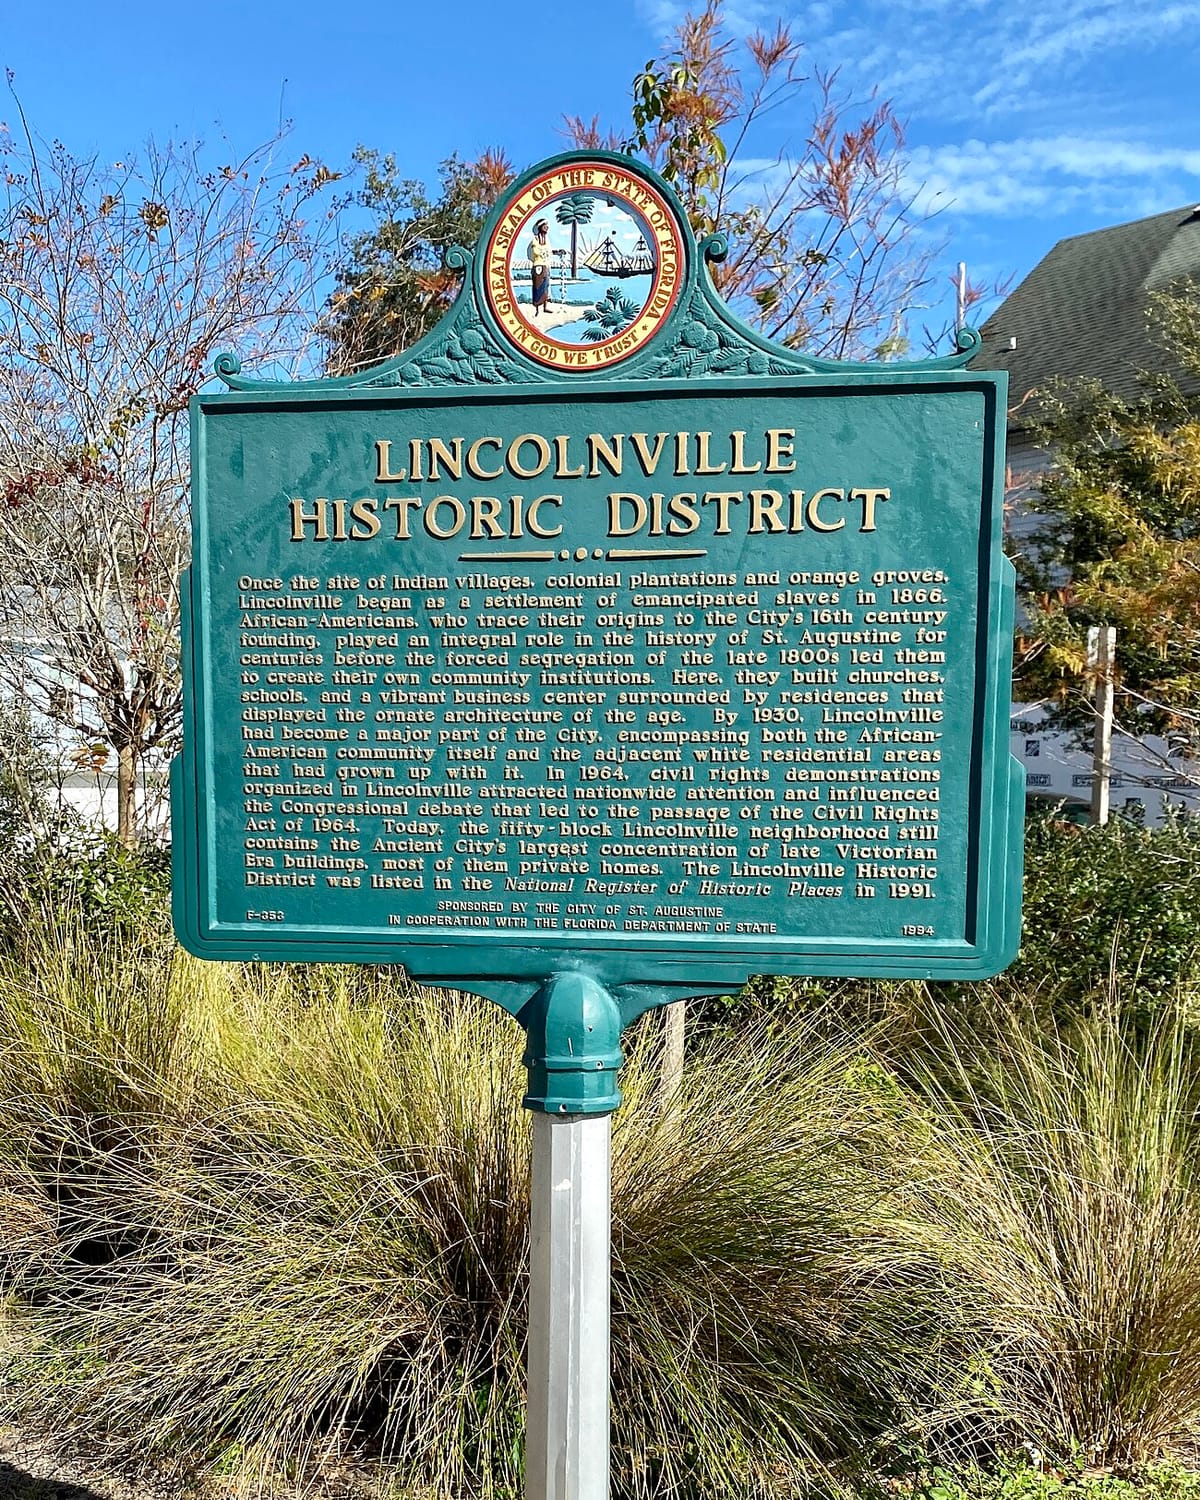 GREAT SEAL OF THE STATE OF FLORIDA
• IN GOD WE TRUST •
LINCOLNVILLE
HISTORIC DISTRICT
Once the site of Indian villages, colonial plantations and orange groves,
Lincolnville began as a settlement of emancipated slaves in 1866.
African-Americans, who trace their origins to the City's 16th century
founding, played an integral role in the history of St. Augustine for
centuries before the forced segregation of the late 1800s led them
to create their own community institutions. Here, they built churches,
schools, and a vibrant business center surrounded by residences that
displayed the ornate architecture of the age. By 1930, Lincolnville
had become a major part of the City, encompassing both the African-
American community itself and the adjacent white residential areas
that had grown up with it. In 1964, civil rights demonstrations
organized in Lincolnville attracted nationwide attention and influenced
the Congressional debate that led to the passage of the Civil Rights
Act of 1964. Today, the fifty-block Lincolnville neighborhood still
contains the Ancient City's largest concentration of late Victorian
Era buildings, most of them private homes. The Lincolnville Historic
District was listed in the National Register of Historic Places in 1991.
SPONSORED BY THE CITY OF ST. AUGUSTINE
IN COOPERATION WITH THE FLORIDA DEPARTMENT OF STATE
F-353
1994